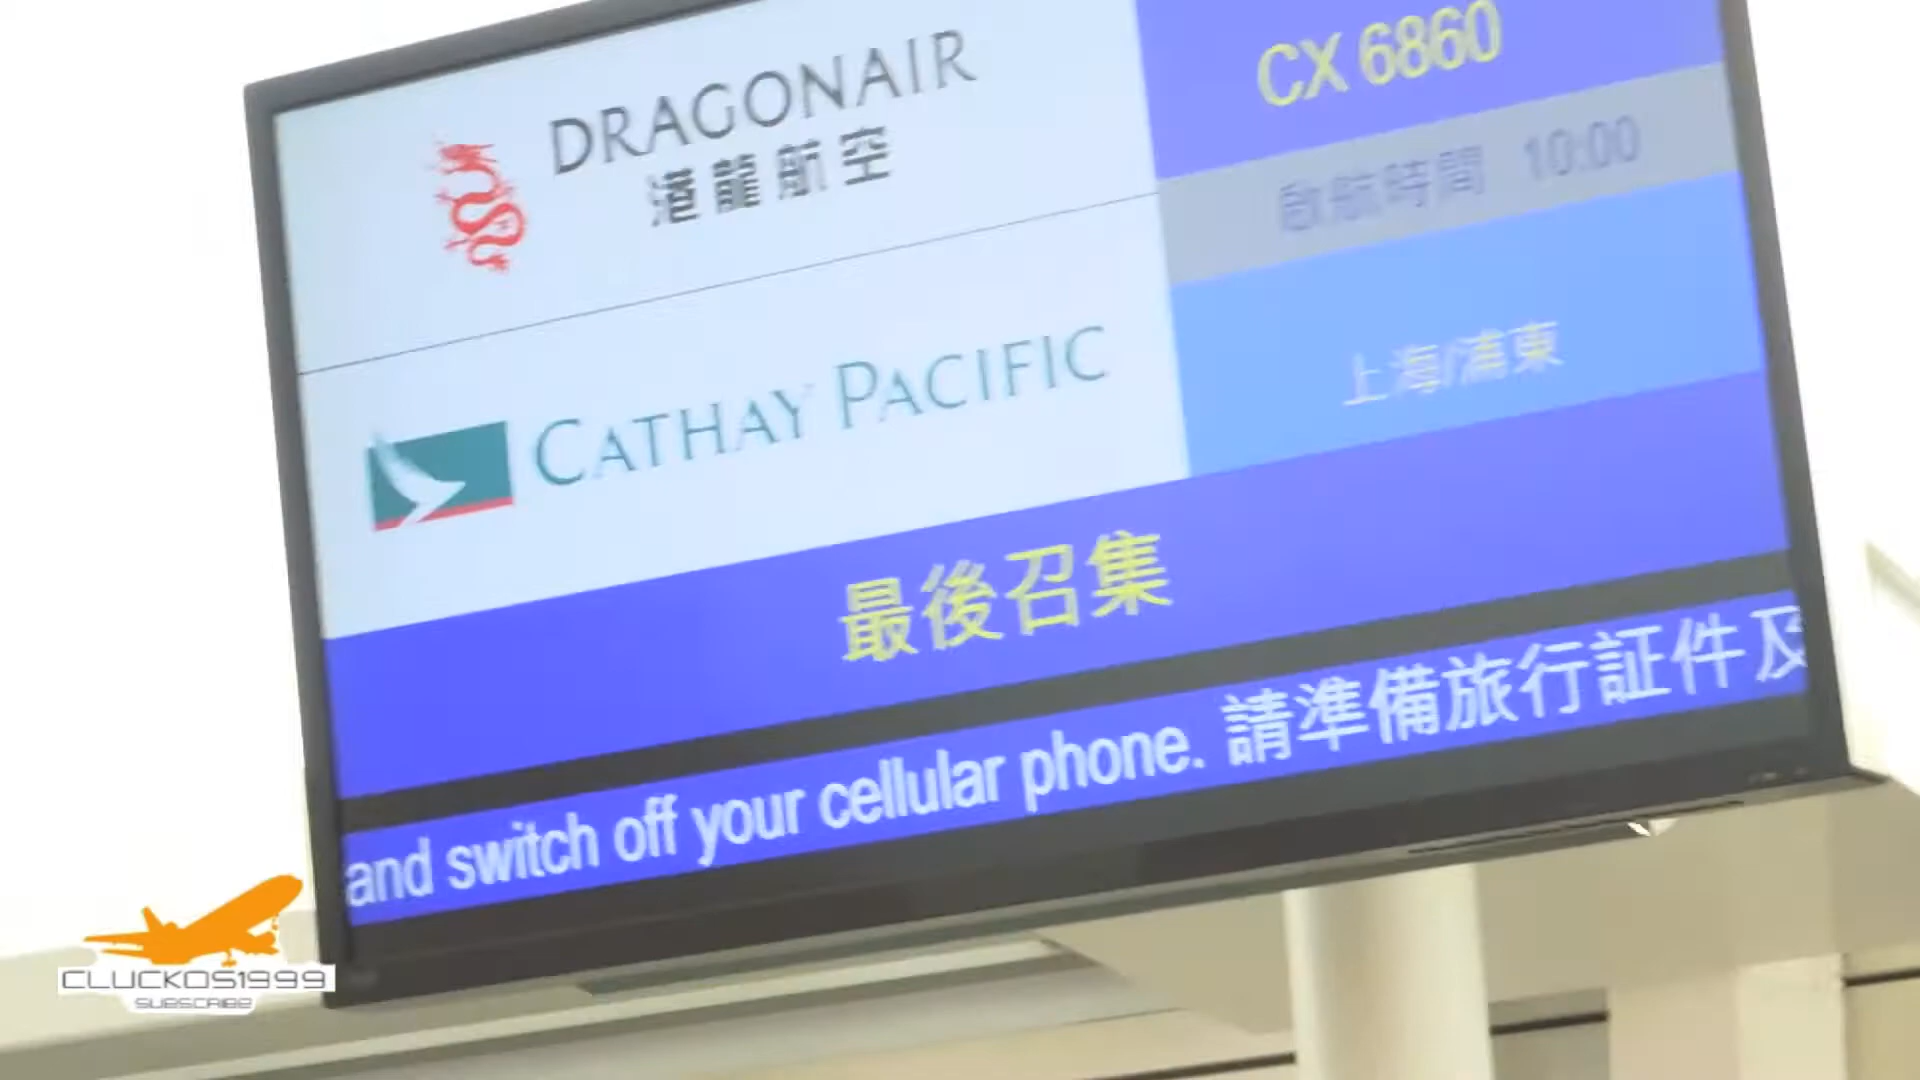 DRAGONAIR
港龍航空
CATHAY PACIFIC
CX 6860
啟航時間 10:00
上海/浦東
最後召集
and switch off your cellular phone. 請準備旅行証件及
CLUCKOS1999
SUBSCRIBE